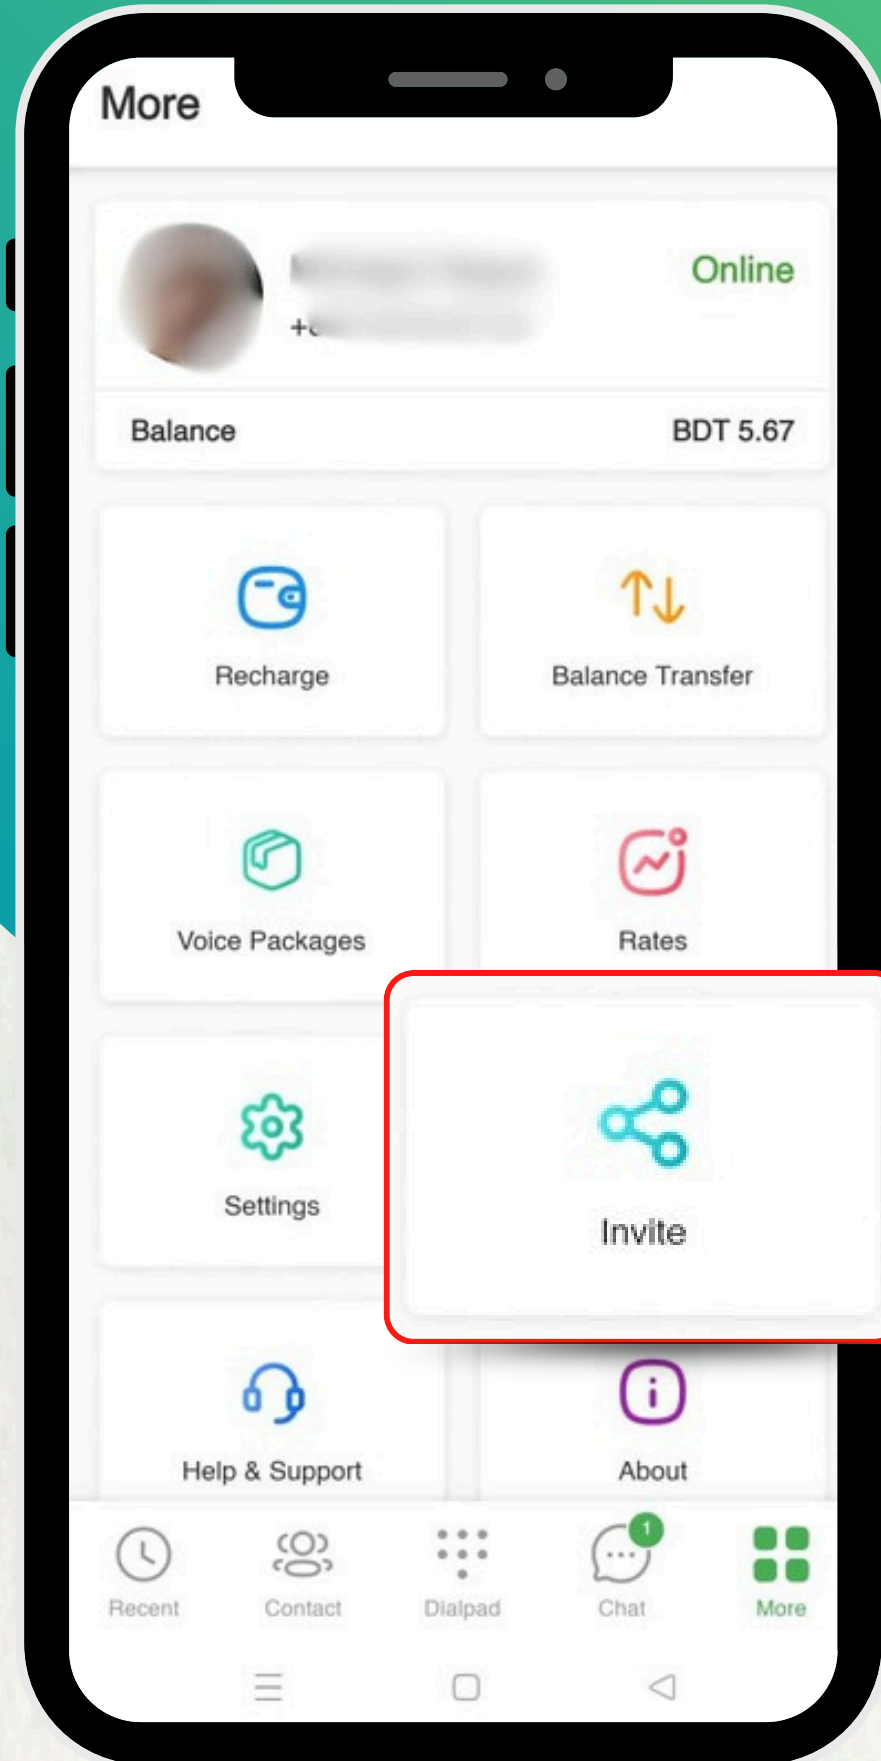 More
Online
Balance BDT 5.67
Recharge Balance Transfer
Voice Packages Rates
Settings Invite
Help & Support About
1
Recent Contact Dialpad Chat More